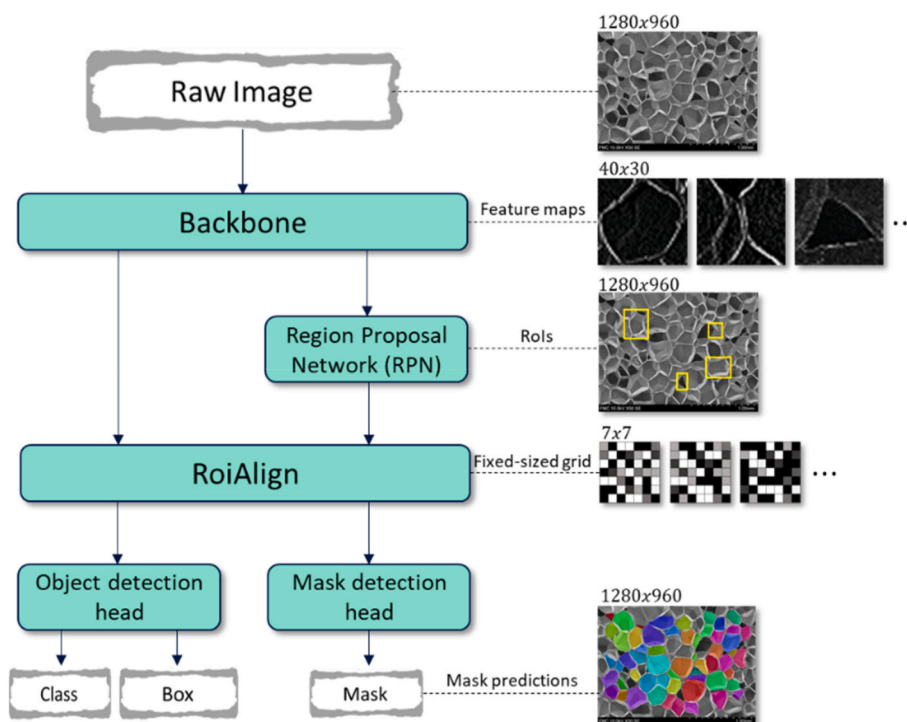 1280x960
Raw Image
40x30
Backbone
Feature maps
1280x960
Region Proposal
Network (RPN)
RoIs
7x7
RoiAlign
Fixed-sized grid
...
Object detection
head
Mask detection
head
1280x960
Class
Box
Mask
Mask predictions